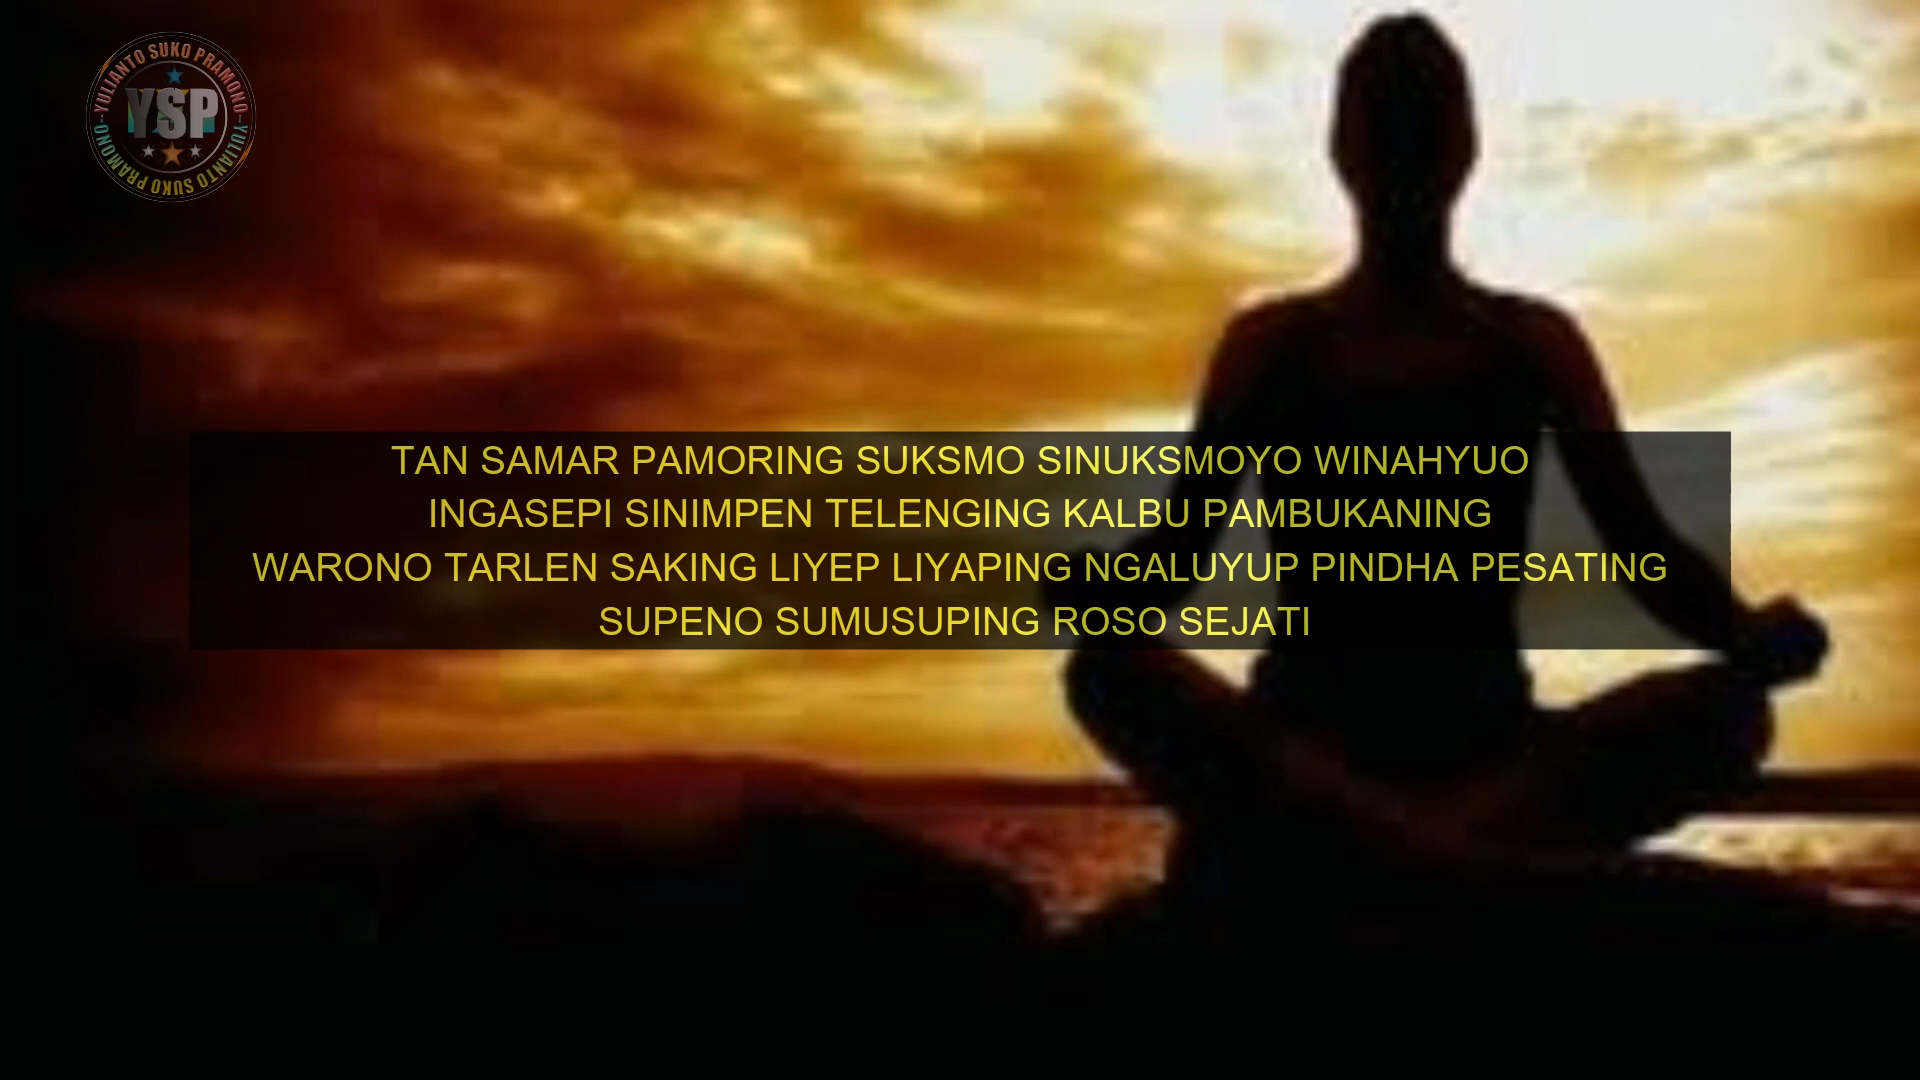 YULIANTO SUKO PRAMONO
YSP
YULIANTO SUKO PRAMONO
TAN SAMAR PAMORING SUKSMO SINUKSMOYO WINAHYUO
INGASEPI SINIMPEN TELENGING KALBU PAMBUKANING
WARONO TARLEN SAKING LIYEP LIYAPING NGALUYUP PINDHA PESATING
SUPENO SUMUSUPING ROSO SEJATI